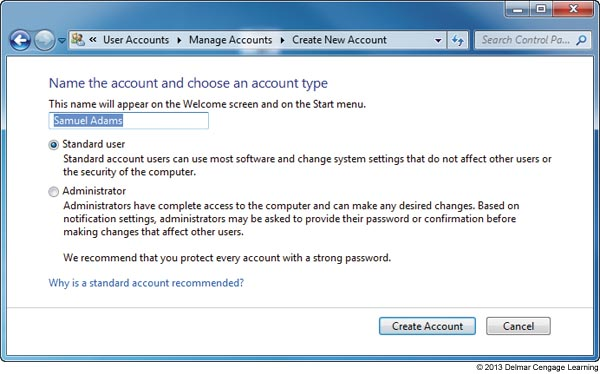 « User Accounts ▸ Manage Accounts ▸ Create New Account
Search Control Pa...
Name the account and choose an account type
This name will appear on the Welcome screen and on the Start menu.
Samuel Adams
Standard user
Standard account users can use most software and change system settings that do not affect other users or
the security of the computer.
Administrator
Administrators have complete access to the computer and can make any desired changes. Based on
notification settings, administrators may be asked to provide their password or confirmation before
making changes that affect other users.
We recommend that you protect every account with a strong password.
Why is a standard account recommended?
Create Account
Cancel
© 2013 Delmar Cengage Learning